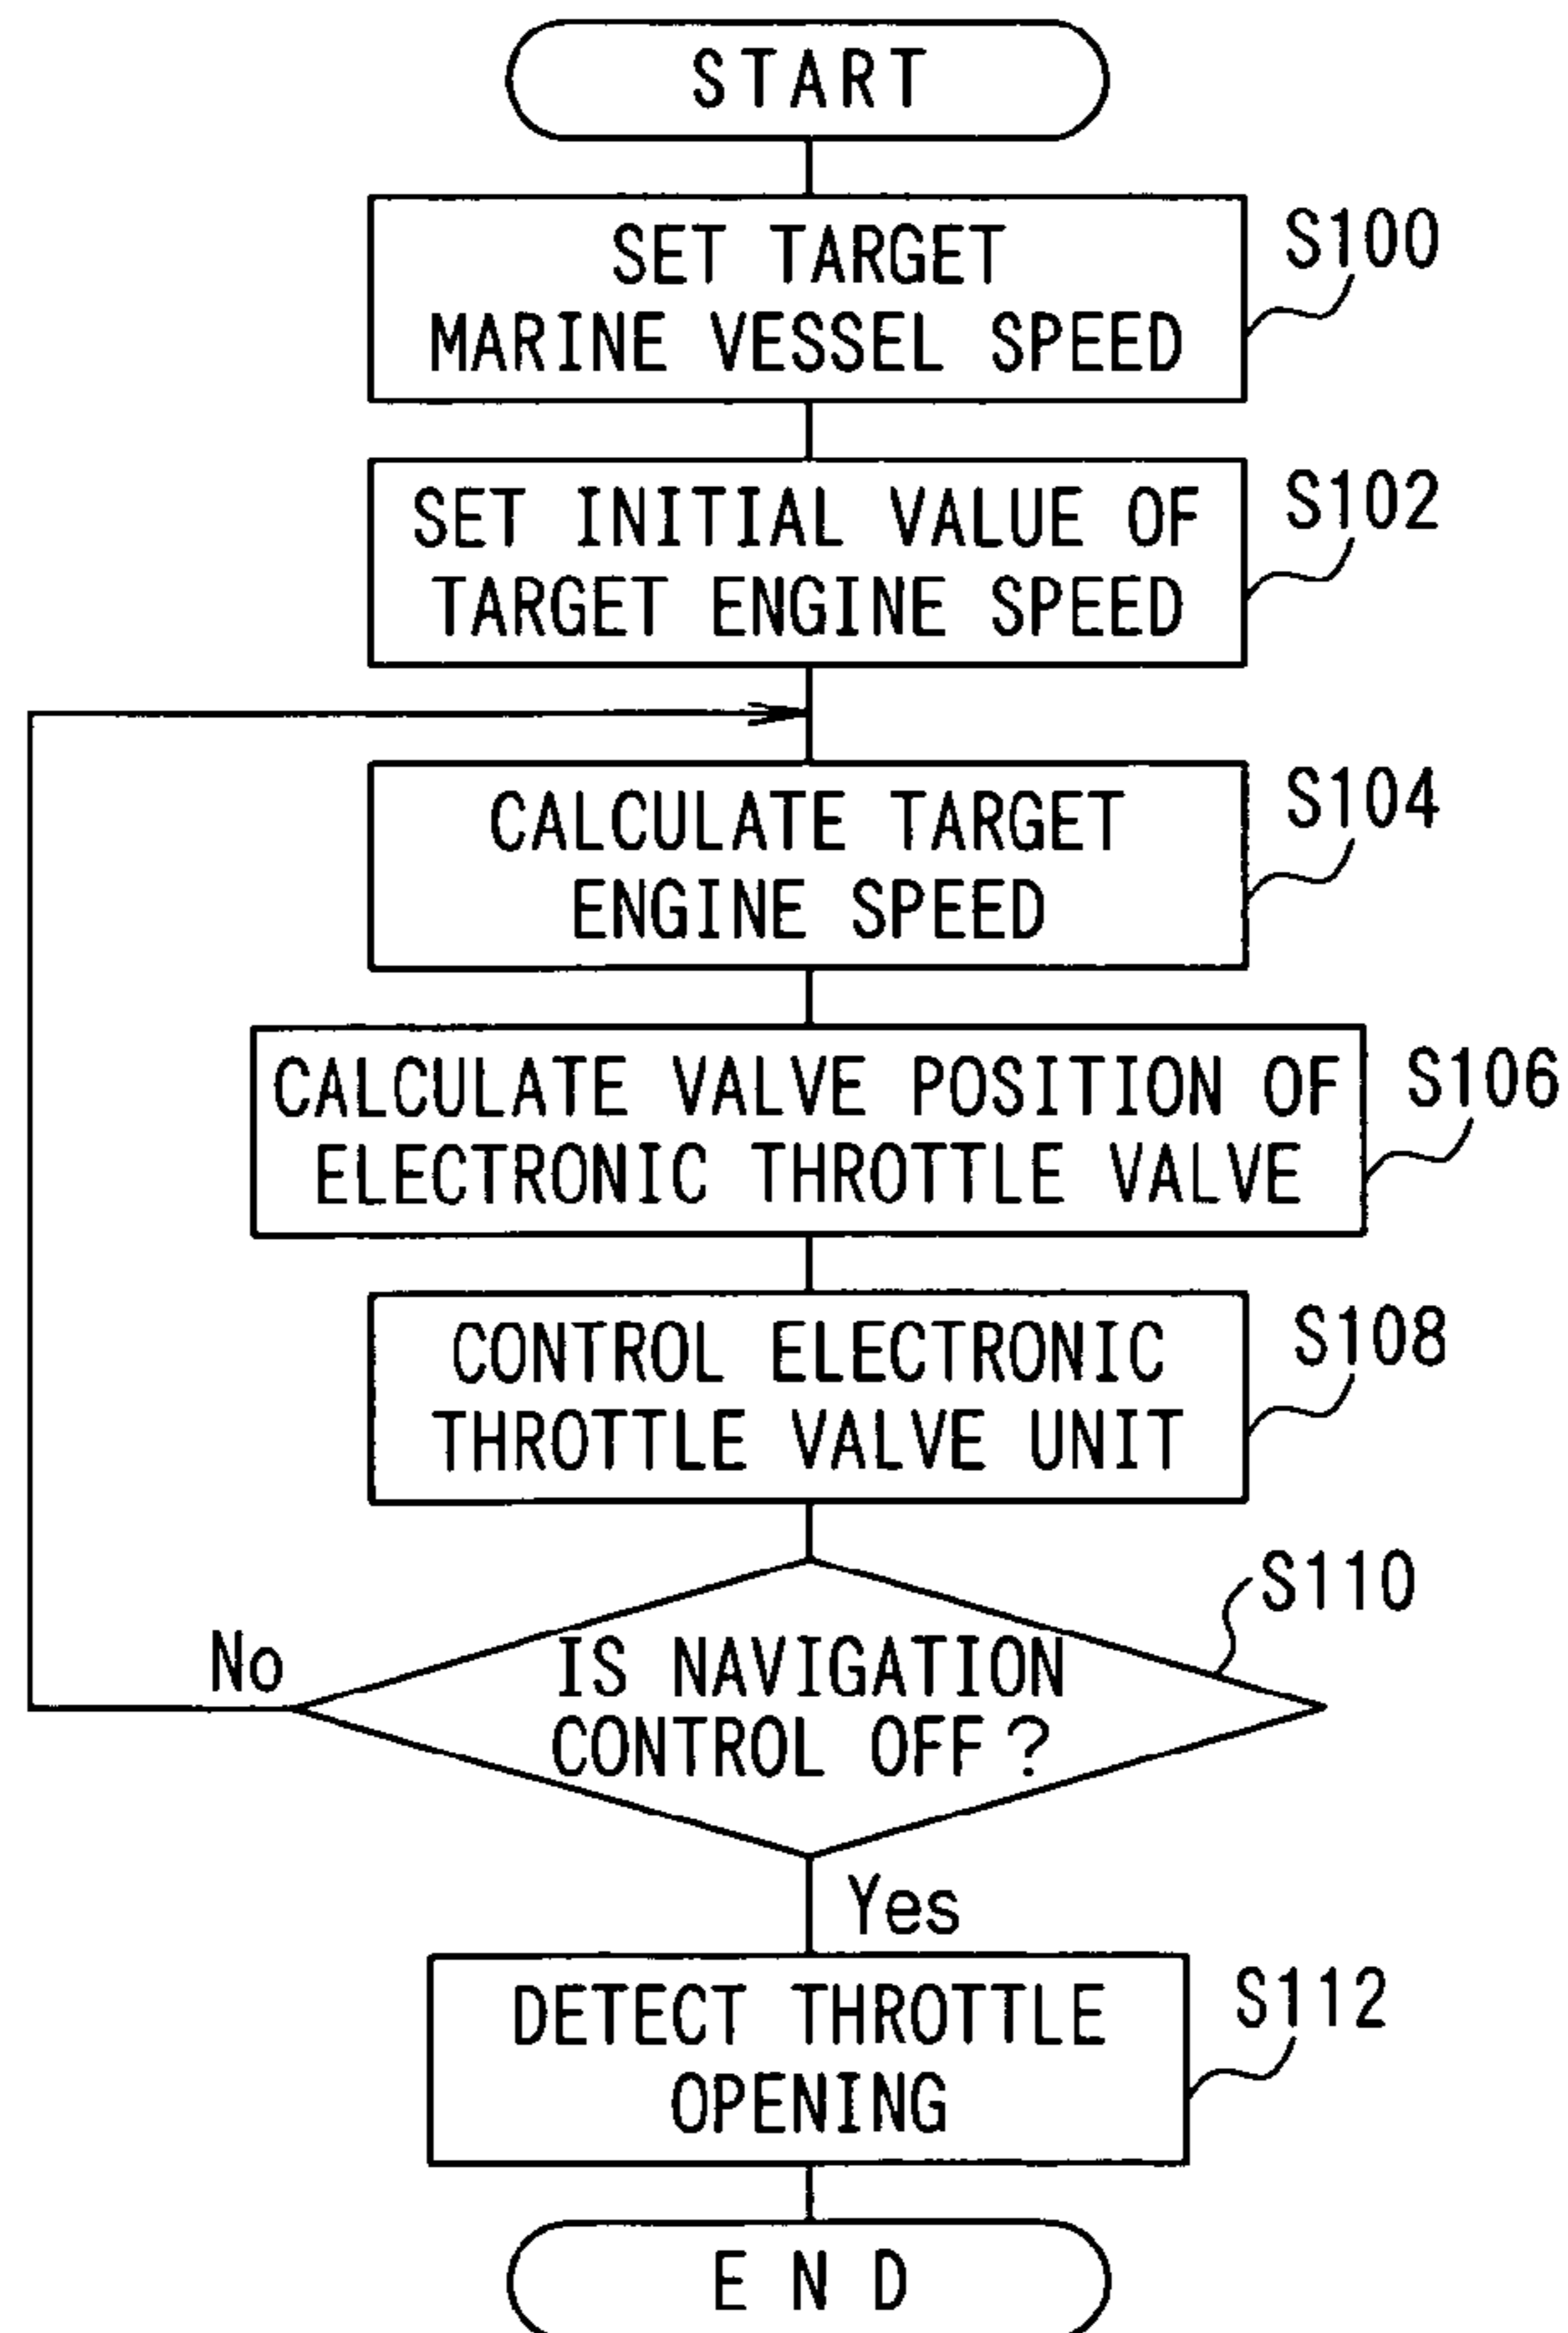 START
SET TARGET
MARINE VESSEL SPEED
S100
SET INITIAL VALUE OF
TARGET ENGINE SPEED
S102
CALCULATE TARGET
ENGINE SPEED
S104
CALCULATE VALVE POSITION OF
ELECTRONIC THROTTLE VALVE
S106
CONTROL ELECTRONIC
THROTTLE VALVE UNIT
S108
IS NAVIGATION
CONTROL OFF?
S110
No
Yes
DETECT THROTTLE
OPENING
S112
END